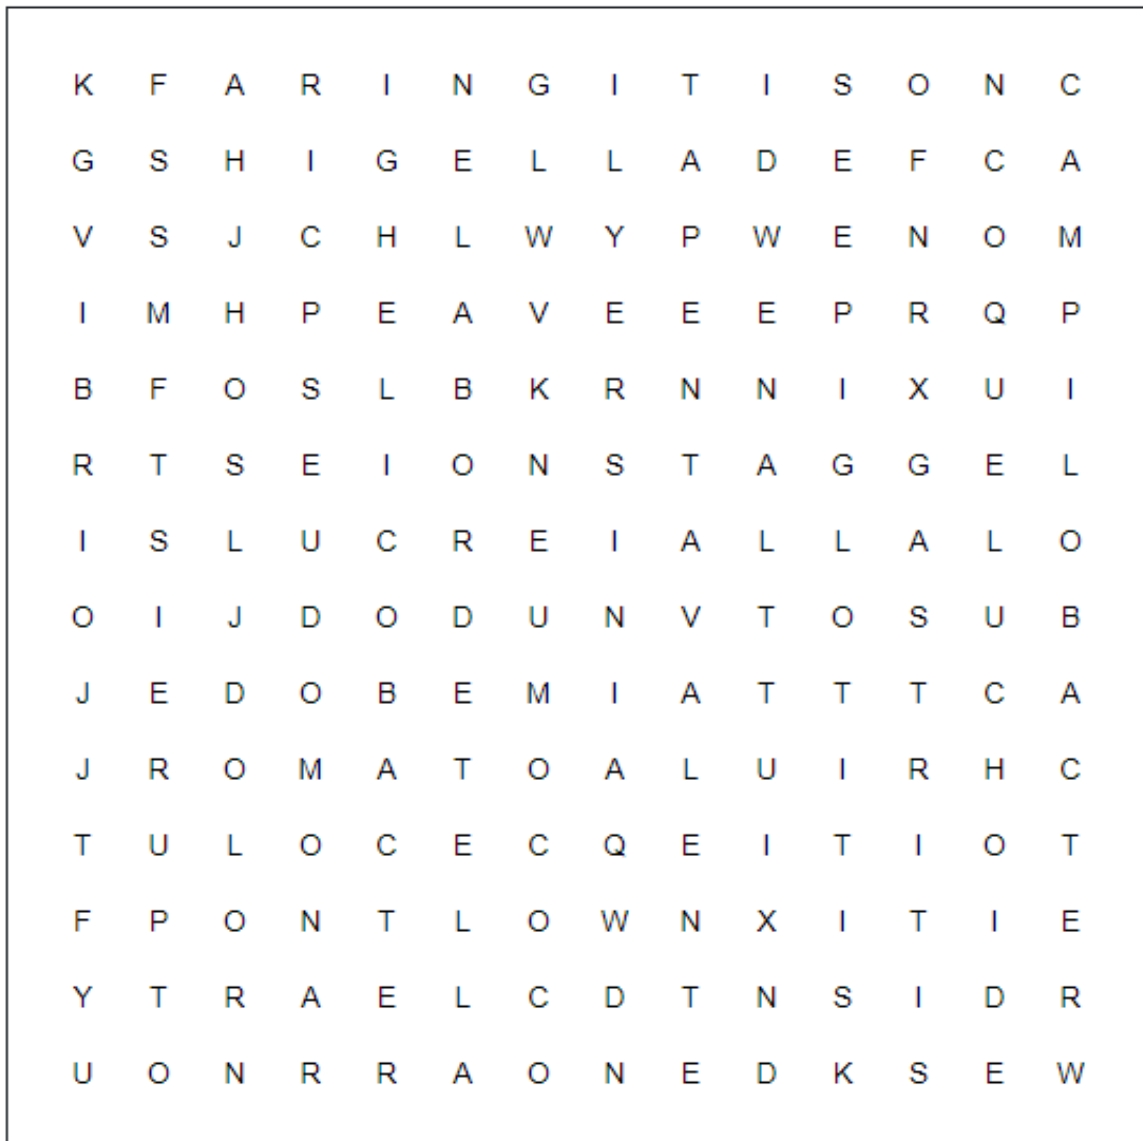 K F A R I N G I T I S O N C
G S H I G E L L A D E F C A
V S J C H L W Y P W E N O M
I M H P E A V E E E P R Q P
B F O S L B K R N N I X U I
R T S E I O N S T A G G E L
I S L U C R E I A L L A L O
O I J D O D U N V T O S U B
J E D O B E M I A T T T C A
J R O M A T O A L U I R H C
T U L O C E C Q E I T I O T
F P O N T L O W N X I T I E
Y T R A E L C D T N S I D R
U O N R R A O N E D K S E W